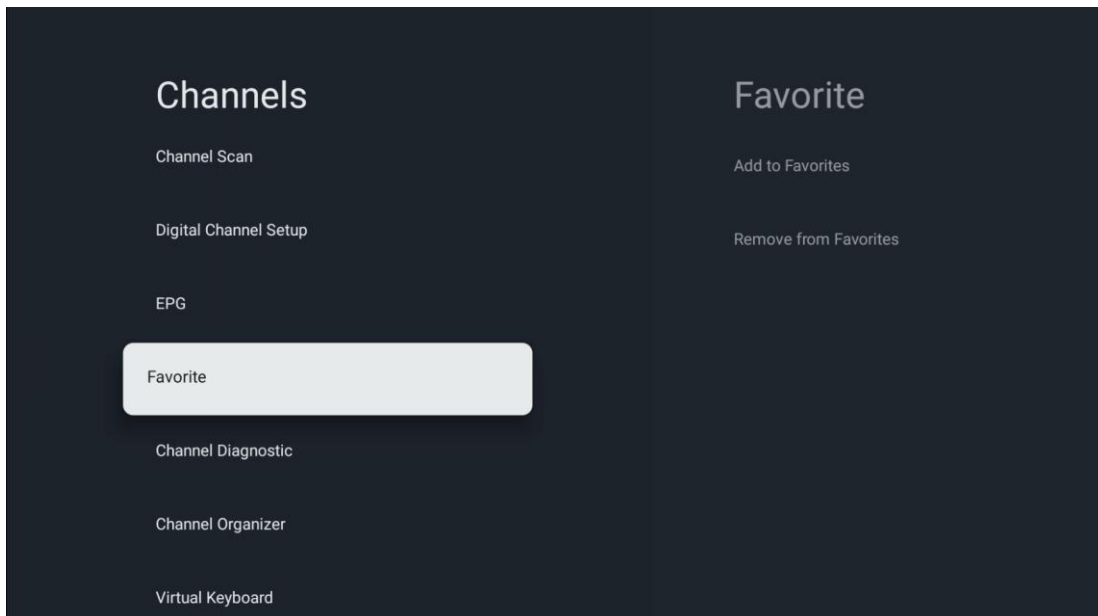 Channels
Channel Scan
Digital Channel Setup
EPG
Favorite
Channel Diagnostic
Channel Organizer
Virtual Keyboard
Favorite
Add to Favorites
Remove from Favorites